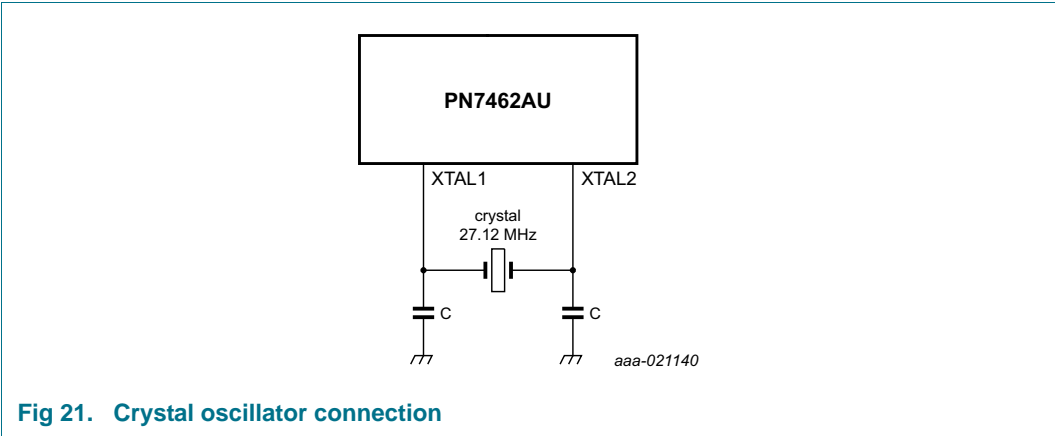 PN7462AU
XTAL1
XTAL2
crystal
27.12 MHz
C
C
aaa-021140
Fig 21. Crystal oscillator connection